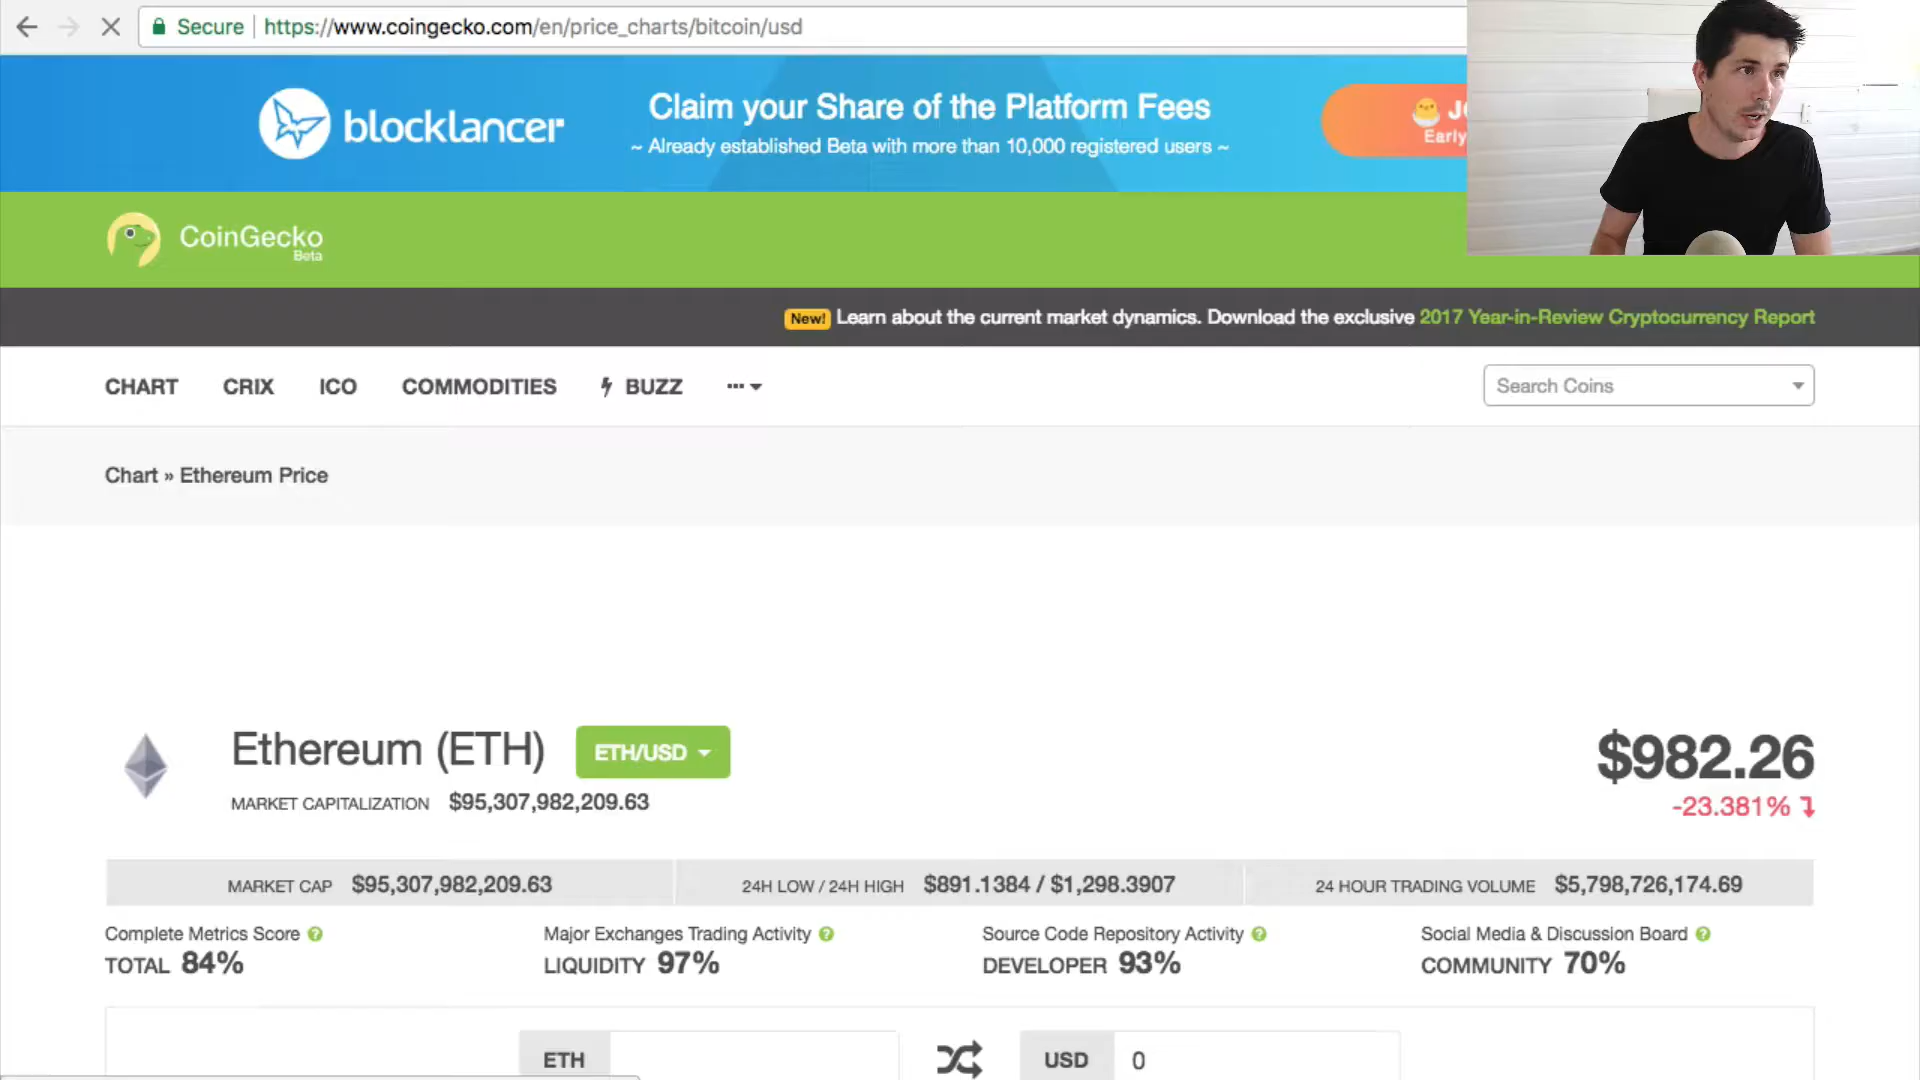 Secure | https://www.coingecko.com/en/price_charts/bitcoin/usd
blocklancer
Claim your Share of the Platform Fees
~ Already established Beta with more than 10,000 registered users ~
Early
CoinGecko
Beta
New! Learn about the current market dynamics. Download the exclusive 2017 Year-in-Review Cryptocurrency Report
CHART CRIX ICO COMMODITIES BUZZ ...
Search Coins
Chart » Ethereum Price
Ethereum (ETH) ETH/USD
$982.26
MARKET CAPITALIZATION $95,307,982,209.63
-23.381%
MARKET CAP $95,307,982,209.63 24H LOW / 24H HIGH $891.1384 / $1,298.3907 24 HOUR TRADING VOLUME $5,798,726,174.69
Complete Metrics Score ? Major Exchanges Trading Activity ? Source Code Repository Activity ? Social Media & Discussion Board ?
TOTAL 84% LIQUIDITY 97% DEVELOPER 93% COMMUNITY 70%
ETH USD 0